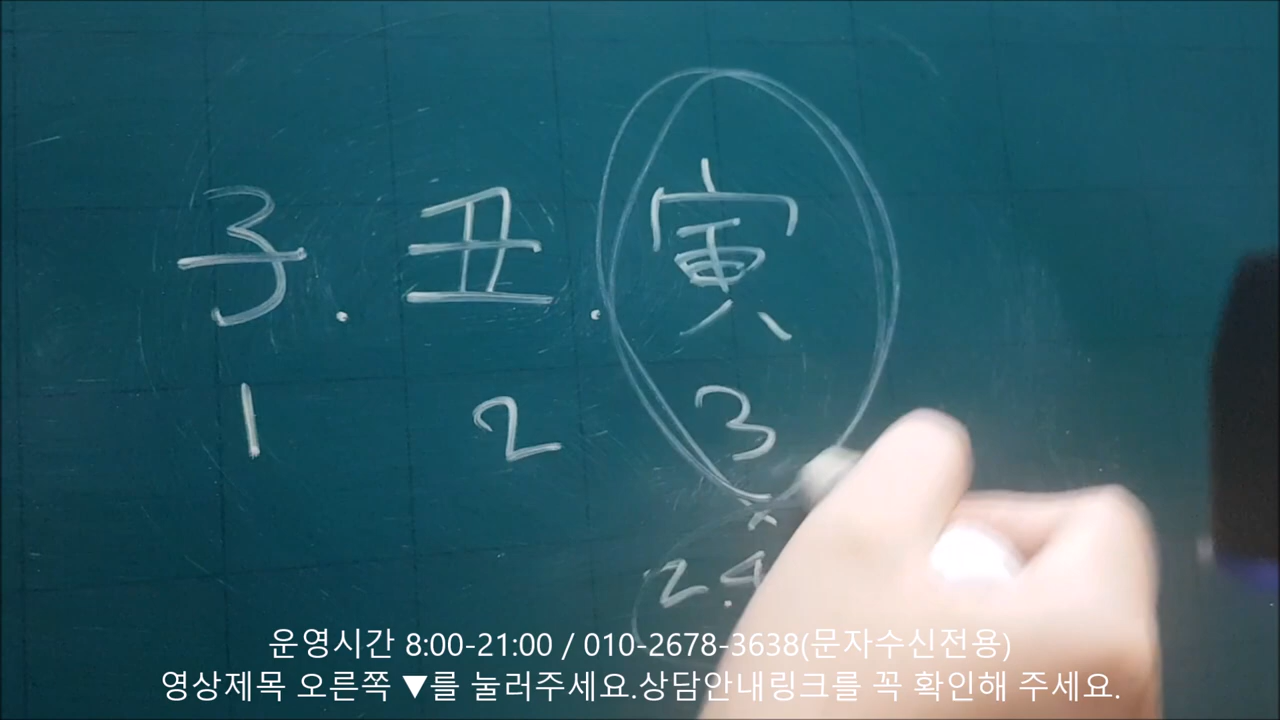 子.丑.寅
1 2 3
2.4
운영시간 8:00-21:00 / 010-2678-3638(문자수신전용)
영상제목 오른쪽 ▼를 눌러주세요.상담안내링크를 꼭 확인해 주세요.